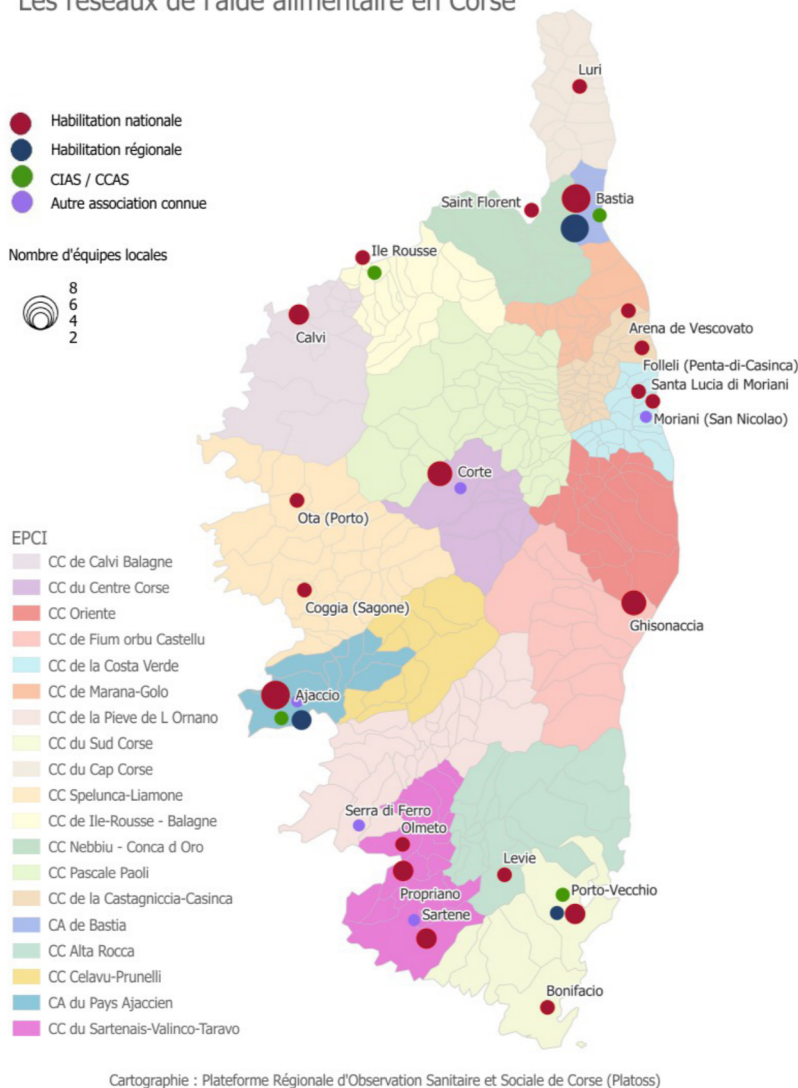 Les réseaux de l'aide alimentaire en Corse
Habilitation nationale
Habilitation régionale
CIAS / CCAS
Autre association connue
Nombre d'équipes locales
8
6
4
2
Luri
Bastia
Saint Florent
Ile Rousse
Calvi
Arena de Vescovato
Folleli (Penta-di-Casinca)
Santa Lucia di Moriani
Moriani (San Nicolao)
Corte
Ota (Porto)
Coggia (Sagone)
Ghisonaccia
Ajaccio
Serra di Ferro
Olmeto
Levie
Propriano
Porto-Vecchio
Sartene
Bonifacio
EPCI
CC de Calvi Balagne
CC du Centre Corse
CC Oriente
CC de Fium orbu Castellu
CC de la Costa Verde
CC de Marana-Golo
CC de la Pieve de L Ornano
CC du Sud Corse
CC du Cap Corse
CC Spelunca-Liamone
CC de Ile-Rousse - Balagne
CC Nebbiu - Conca d Oro
CC Pascale Paoli
CC de la Castagniccia-Casinca
CA de Bastia
CC Alta Rocca
CC Celavu-Prunelli
CA du Pays Ajaccien
CC du Sartenais-Valinco-Taravo
Cartographie : Plateforme Régionale d'Observation Sanitaire et Sociale de Corse (Platoss)